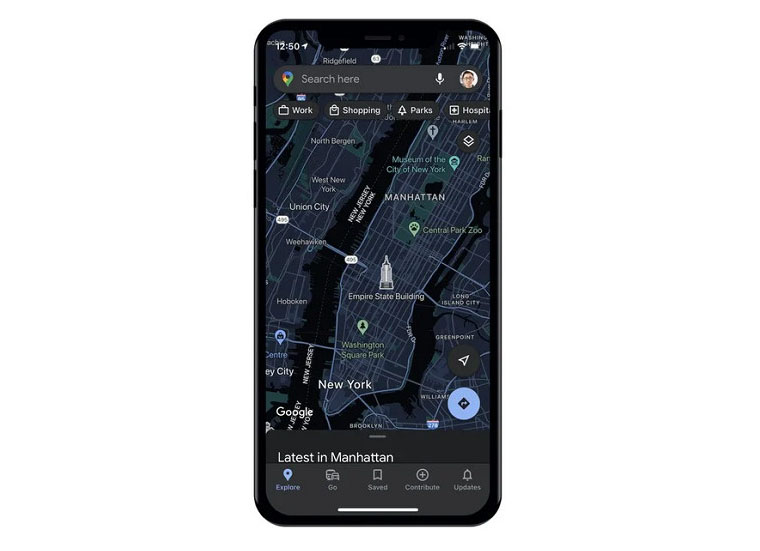 12:50
Ridgefield
63
Search here
Work
Shopping
Parks
Hospit
HARLEM
North Bergen
Museum of the
City of New York
West New
York
MANHATTAN
Union City
NEW JERSEY
NEW YORK
495
Central Park Zoo
Weehawken
495
Empire State Building
Hoboken
LONG
ISLAND CITY
FDR D
Washington
Square Park
GREENPOINT
Centre
NEW JERSEY
ey City
New York
WILLIAMS
Google
BROOKLYN
278
Latest in Manhattan
Explore
Go
Saved
Contribute
Updates